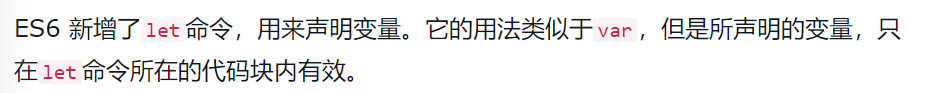 ES6 新增了let命令，用来声明变量。它的用法类似于var，但是所声明的变量，只
在let命令所在的代码块内有效。